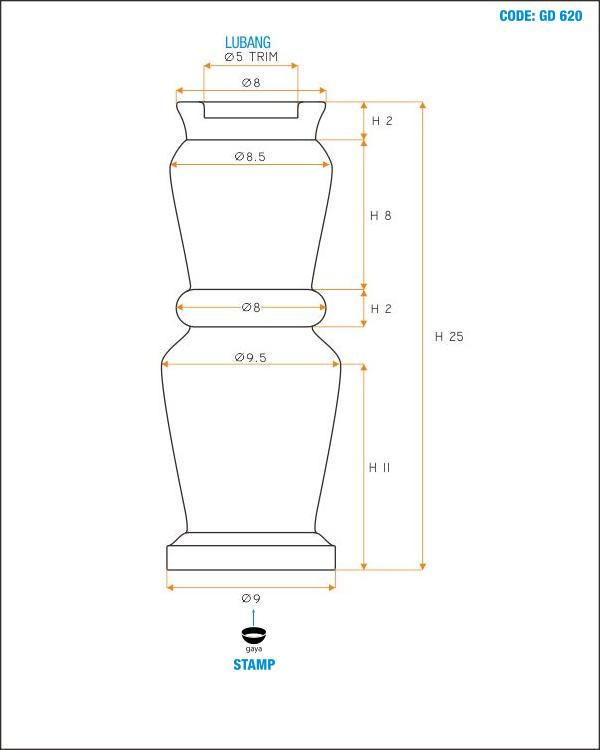 CODE: GD 620
LUBANG
Ø5 TRIM
Ø8
H 2
Ø8.5
H 8
Ø8
H 2
H 25
Ø9.5
H 11
Ø9
gaya
STAMP